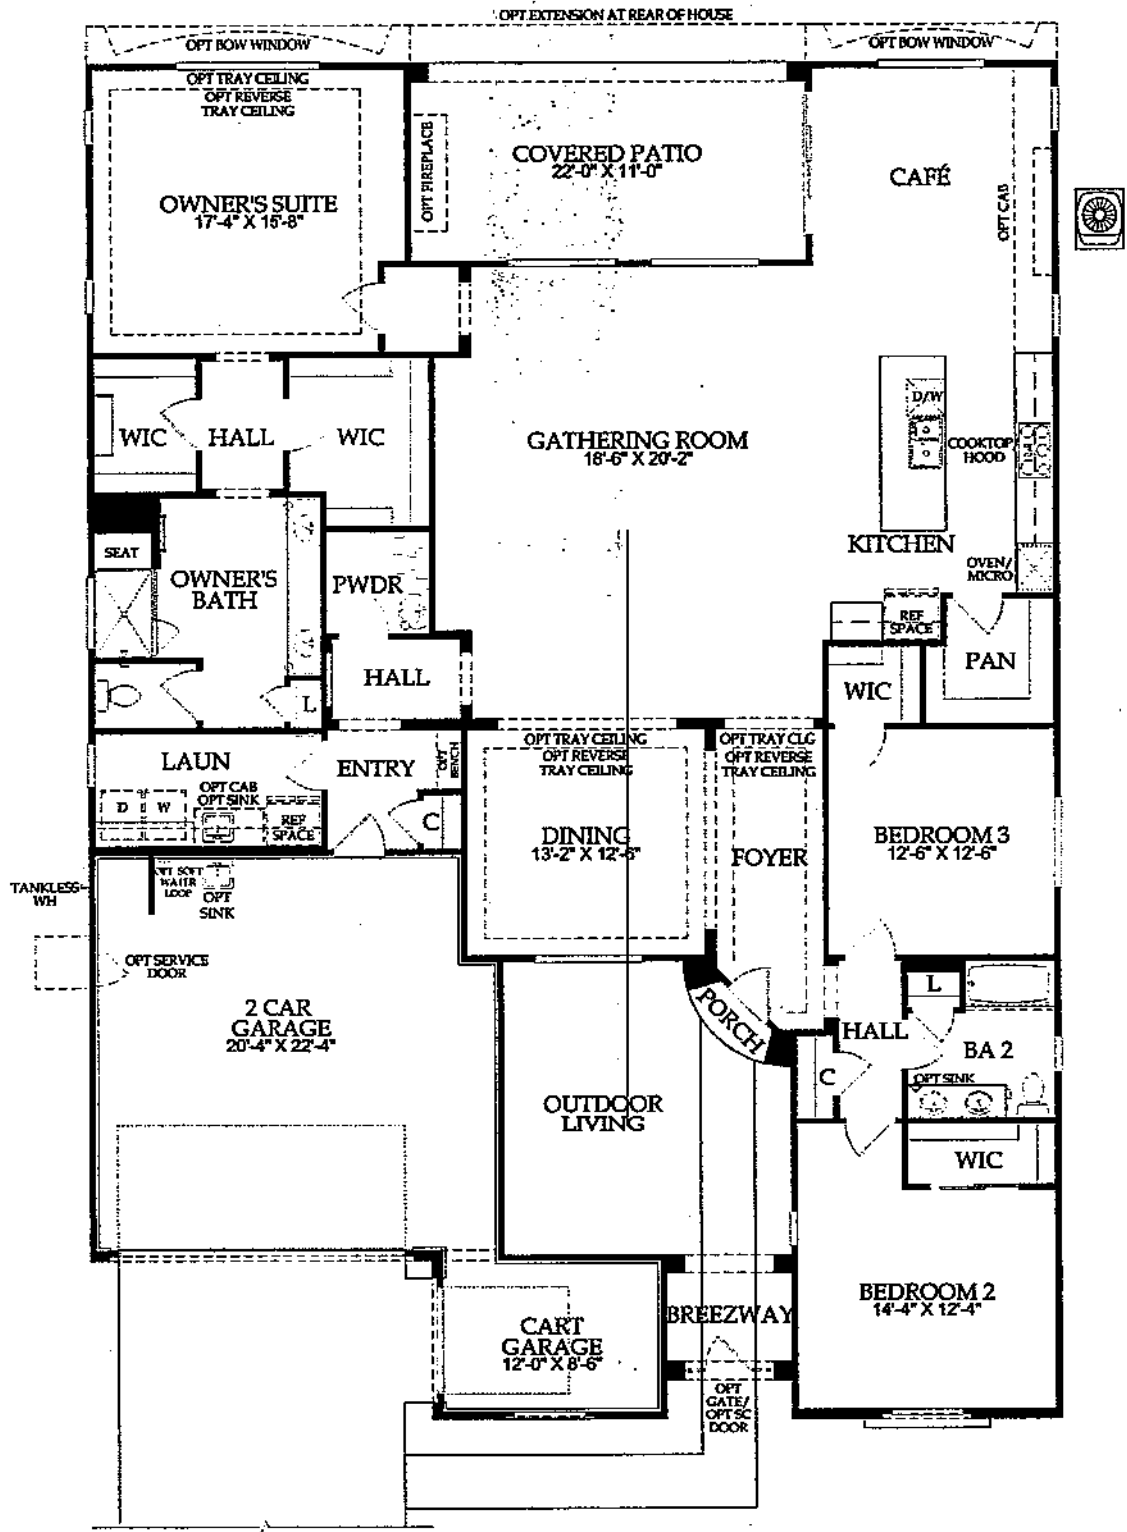 OPT EXTENSION AT REAR OF HOUSE
OPT BOW WINDOW
OPT BOW WINDOW
OPT TRAY CEILING
OPT REVERSE
TRAY CEILING
OWNER'S SUITE
17'-4" X 15'-8"
OPT FIREPLACE
COVERED PATIO
22'-0" X 11'-0"
CAFÉ
OPT CAB
WIC
HALL
WIC
GATHERING ROOM
18'-6" X 20'-2"
D/W
COOKTOP
HOOD
KITCHEN
OVEN/
MICRO
SEAT
OWNER'S
BATH
PWDR
REF
SPACE
PAN
HALL
WIC
L
LAUN
ENTRY
OPT
BENCH
OPT CAB
OPT SINK
D
W
REF
SPACE
C
OPT TRAY CEILING
OPT REVERSE
TRAY CEILING
DINING
13'-2" X 12'-6"
OPT TRAY CLG
OPT REVERSE
TRAY CEILING
FOYER
BEDROOM 3
12'-6" X 12'-6"
TANKLESS
WH
OPT SOFT
WATER
LOOP
OPT
SINK
OPT SERVICE
DOOR
2 CAR
GARAGE
20'-4" X 22'-4"
PORCH
HALL
L
BA 2
C
OPT SINK
OUTDOOR
LIVING
WIC
BEDROOM 2
14'-4" X 12'-4"
BREEZWAY
CART
GARAGE
12'-0" X 8'-6"
OPT
GATE/
OPT SC
DOOR